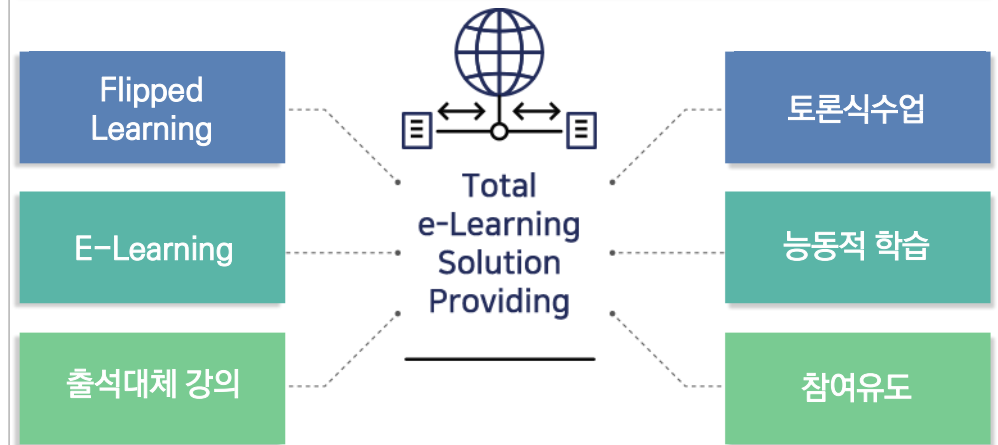 Flipped
Learning
E-Learning
출석대체 강의
Total
e-Learning
Solution
Providing
토론식수업
능동적 학습
참여유도